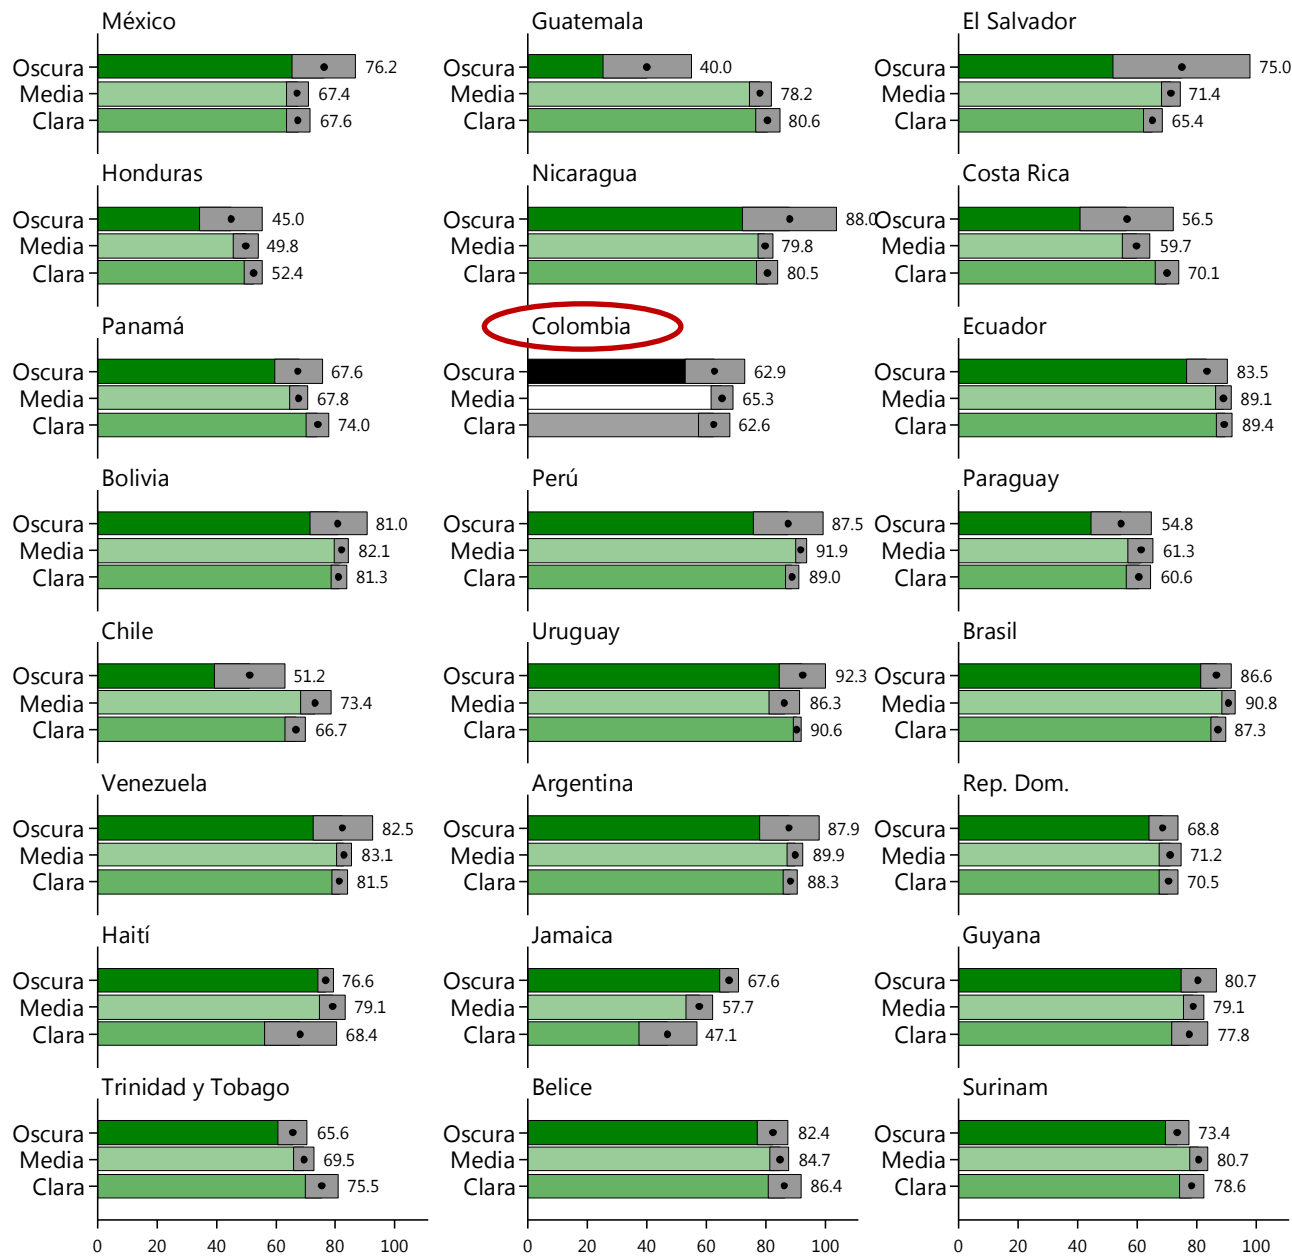 México
Oscura 76.2
Media 67.4
Clara 67.6
Guatemala
Oscura 40.0
Media 78.2
Clara 80.6
El Salvador
Oscura 75.0
Media 71.4
Clara 65.4
Honduras
Oscura 45.0
Media 49.8
Clara 52.4
Nicaragua
Oscura 88.0
Media 79.8
Clara 80.5
Costa Rica
Oscura 56.5
Media 59.7
Clara 70.1
Panamá
Oscura 67.6
Media 67.8
Clara 74.0
Colombia
Oscura 62.9
Media 65.3
Clara 62.6
Ecuador
Oscura 83.5
Media 89.1
Clara 89.4
Bolivia
Oscura 81.0
Media 82.1
Clara 81.3
Perú
Oscura 87.5
Media 91.9
Clara 89.0
Paraguay
Oscura 54.8
Media 61.3
Clara 60.6
Chile
Oscura 51.2
Media 73.4
Clara 66.7
Uruguay
Oscura 92.3
Media 86.3
Clara 90.6
Brasil
Oscura 86.6
Media 90.8
Clara 87.3
Venezuela
Oscura 82.5
Media 83.1
Clara 81.5
Argentina
Oscura 87.9
Media 89.9
Clara 88.3
Rep. Dom.
Oscura 68.8
Media 71.2
Clara 70.5
Haití
Oscura 76.6
Media 79.1
Clara 68.4
Jamaica
Oscura 67.6
Media 57.7
Clara 47.1
Guyana
Oscura 80.7
Media 79.1
Clara 77.8
Trinidad y Tobago
Oscura 65.6
Media 69.5
Clara 75.5
Belice
Oscura 82.4
Media 84.7
Clara 86.4
Surinam
Oscura 73.4
Media 80.7
Clara 78.6
0 20 40 60 80 100
0 20 40 60 80 100
0 20 40 60 80 100